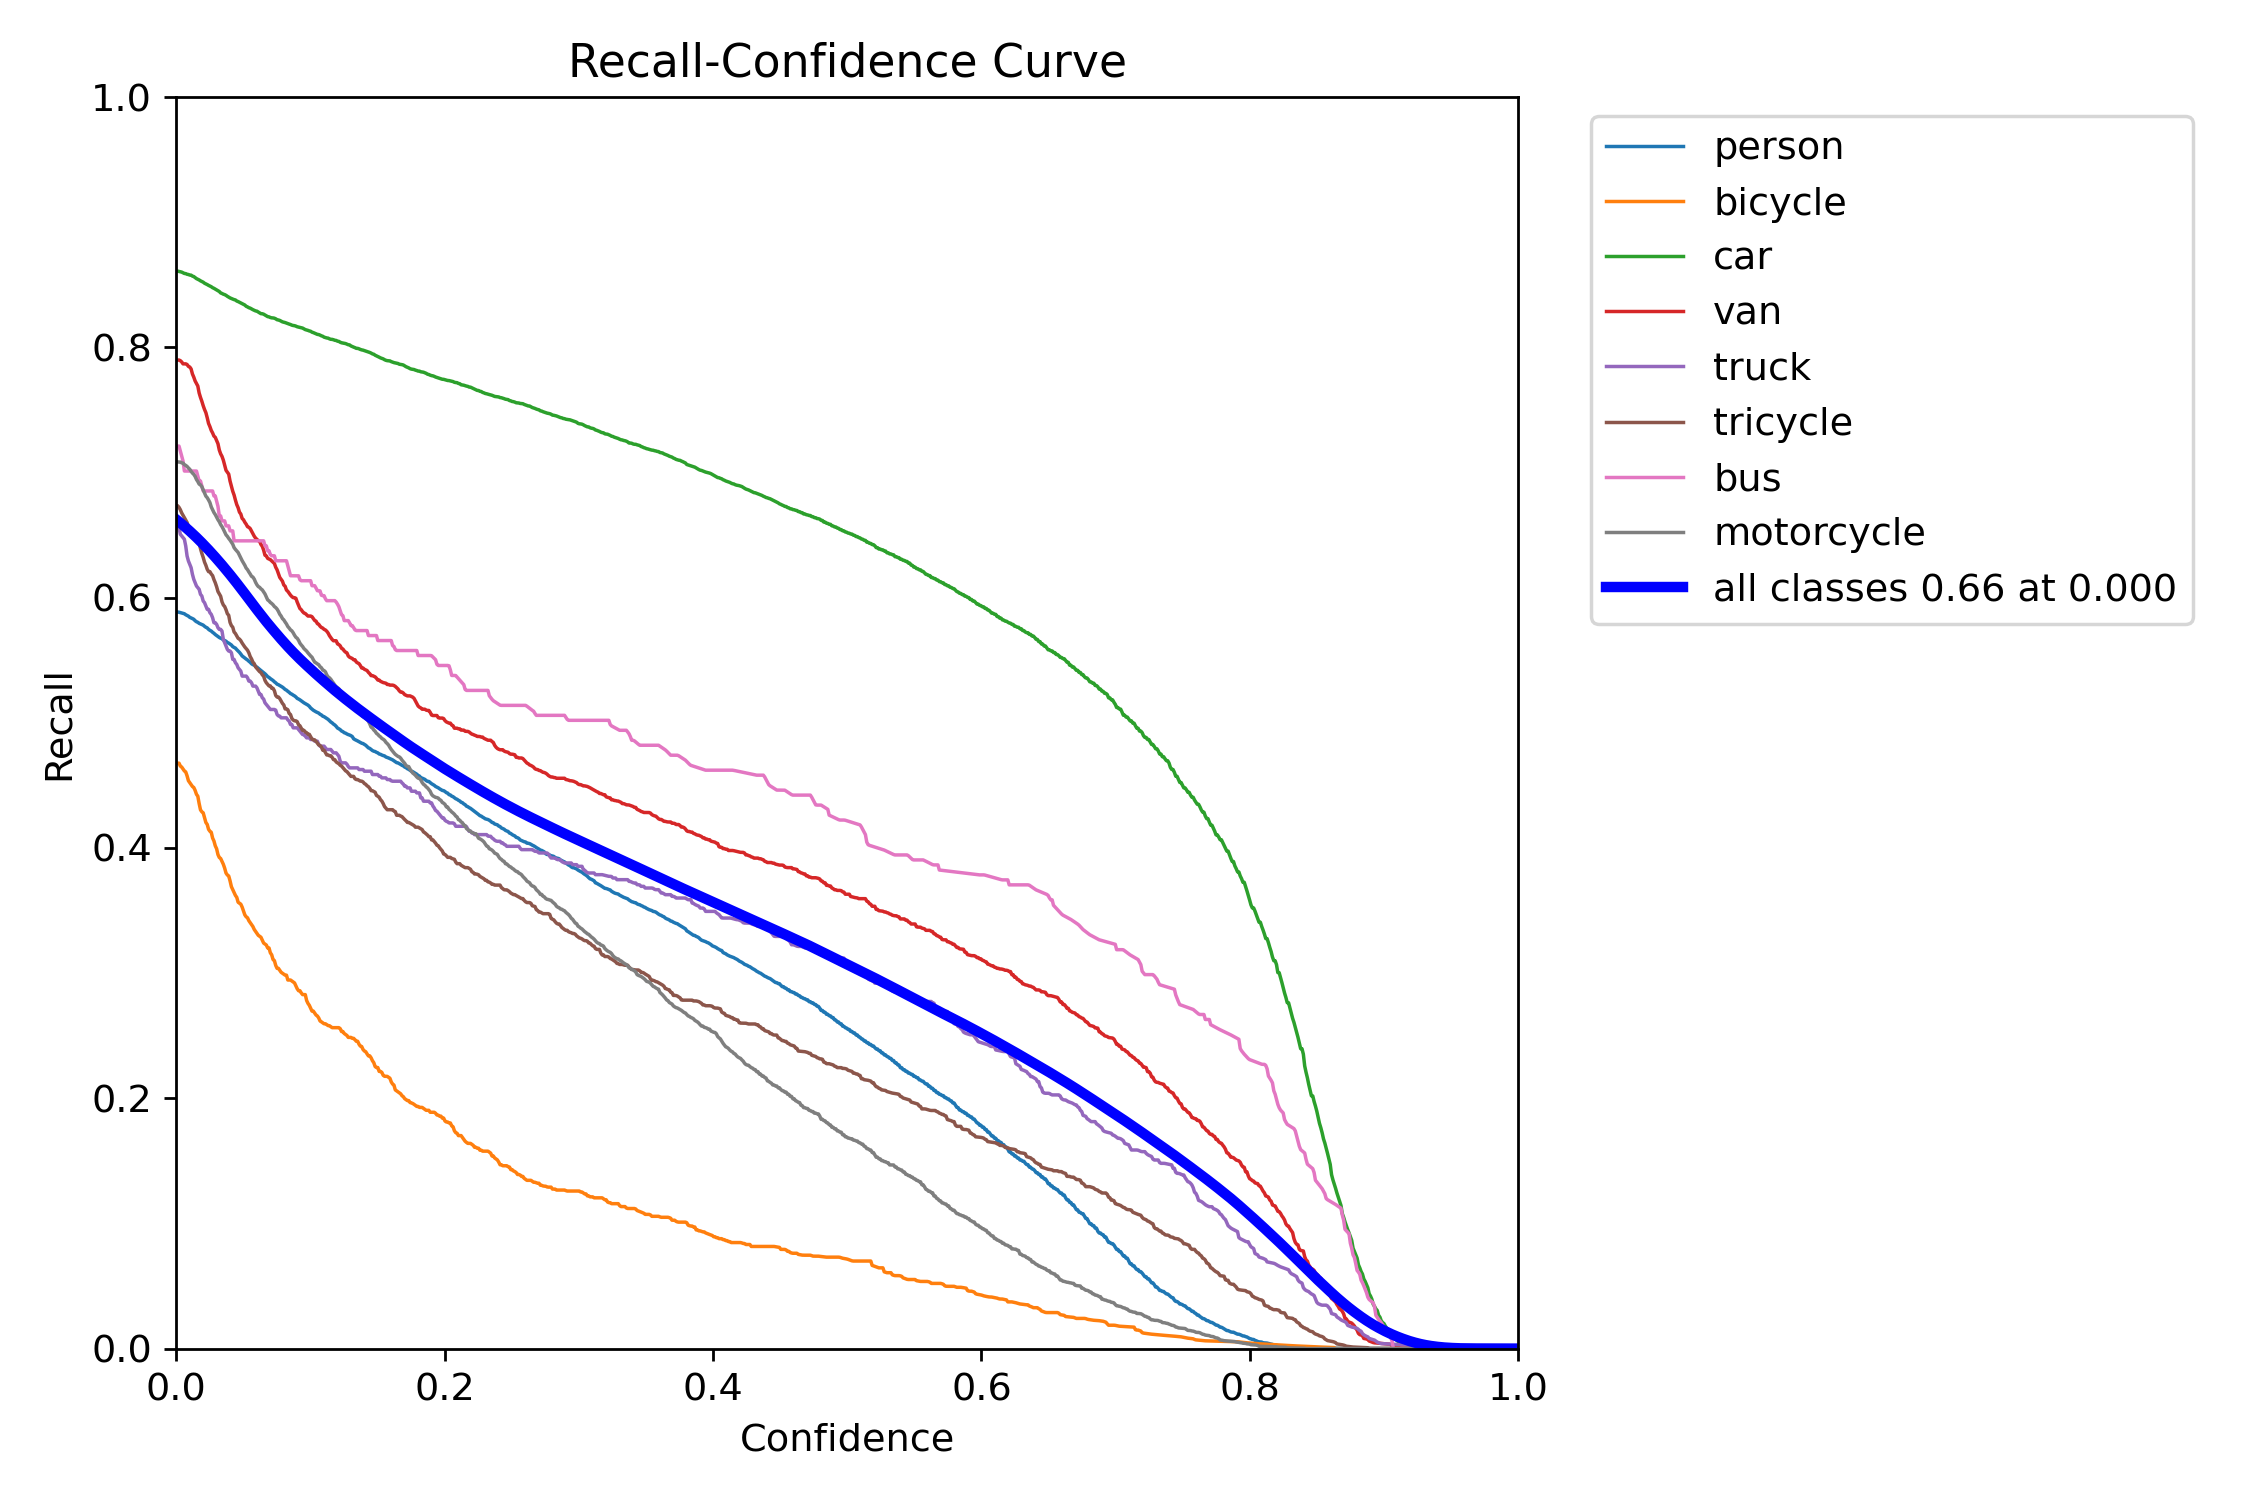 Recall-Confidence Curve
1.0
0.8
0.6
0.4
0.2
0.0
Recall
0.0 0.2 0.4 0.6 0.8 1.0
Confidence
person
bicycle
car
van
truck
tricycle
bus
motorcycle
all classes 0.66 at 0.000